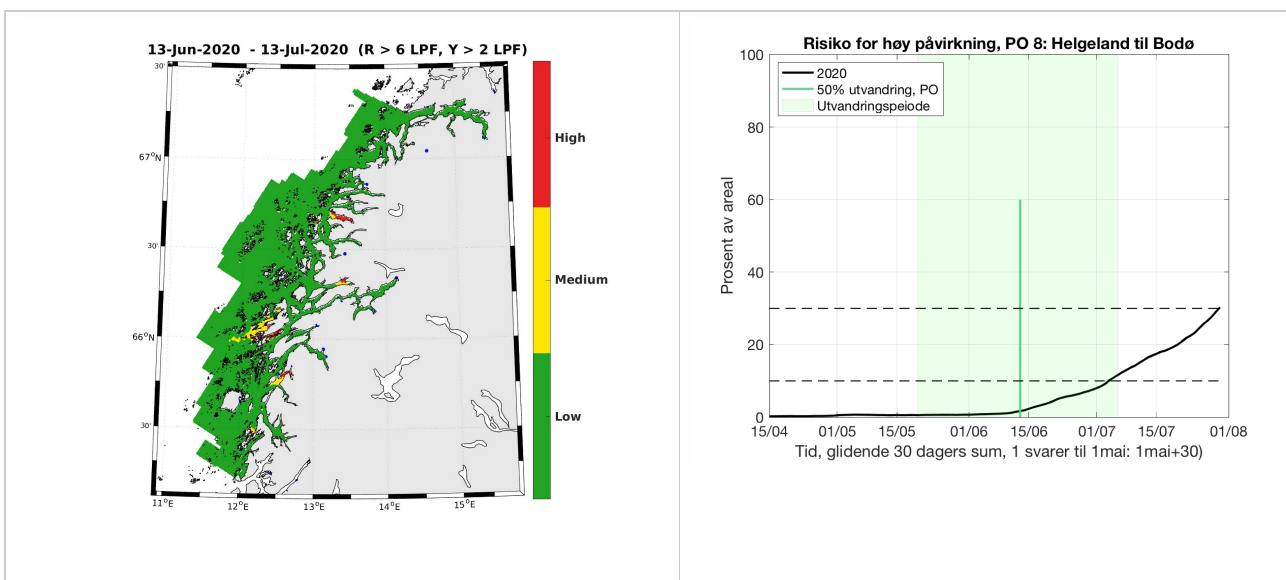 13-Jun-2020 - 13-Jul-2020 (R > 6 LPF, Y > 2 LPF)
30'
67°N
30'
66°N
30'
11°E
12°E
13°E
14°E
15°E
High
Medium
Low
Risiko for høy påvirkning, PO 8: Helgeland til Bodø
2020
50% utvandring, PO
Utvandringspeiode
Prosent av areal
100
80
60
40
20
0
15/04
01/05
15/05
01/06
15/06
01/07
15/07
01/08
Tid, glidende 30 dagers sum, 1 svarer til 1mai: 1mai+30)